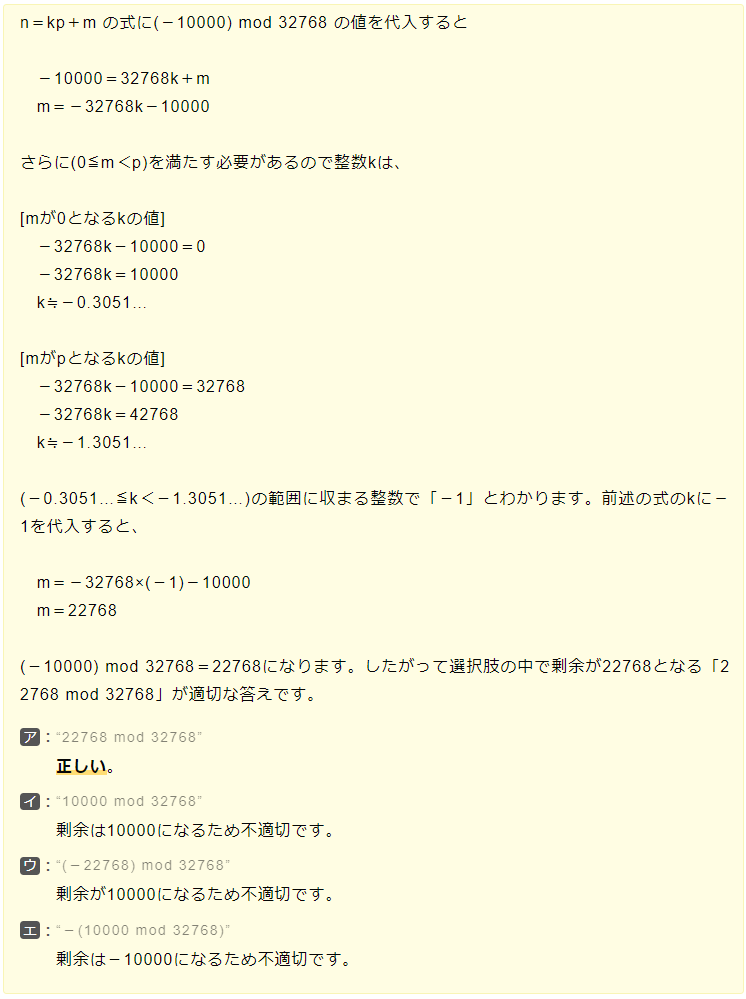 n＝kp＋m の式に(－10000) mod 32768 の値を代入すると
－10000＝32768k＋m
m＝－32768k－10000
さらに(0≦m＜p)を満たす必要があるので整数kは、
[mが0となるkの値]
－32768k－10000＝0
－32768k＝10000
k≒－0.3051…
[mがpとなるkの値]
－32768k－10000＝32768
－32768k＝42768
k≒－1.3051…
(－0.3051…≦k＜－1.3051…)の範囲に収まる整数で「－1」とわかります。前述の式のkに－
1を代入すると、
m＝－32768×(－1)－10000
m＝22768
(－10000) mod 32768＝22768になります。したがって選択肢の中で剰余が22768となる「2
2768 mod 32768」が適切な答えです。
ア：“22768 mod 32768”
正しい。
イ：“10000 mod 32768”
剰余は10000になるため不適切です。
ウ：“(－22768) mod 32768”
剰余が10000になるため不適切です。
エ：“－(10000 mod 32768)”
剰余は－10000になるため不適切です。